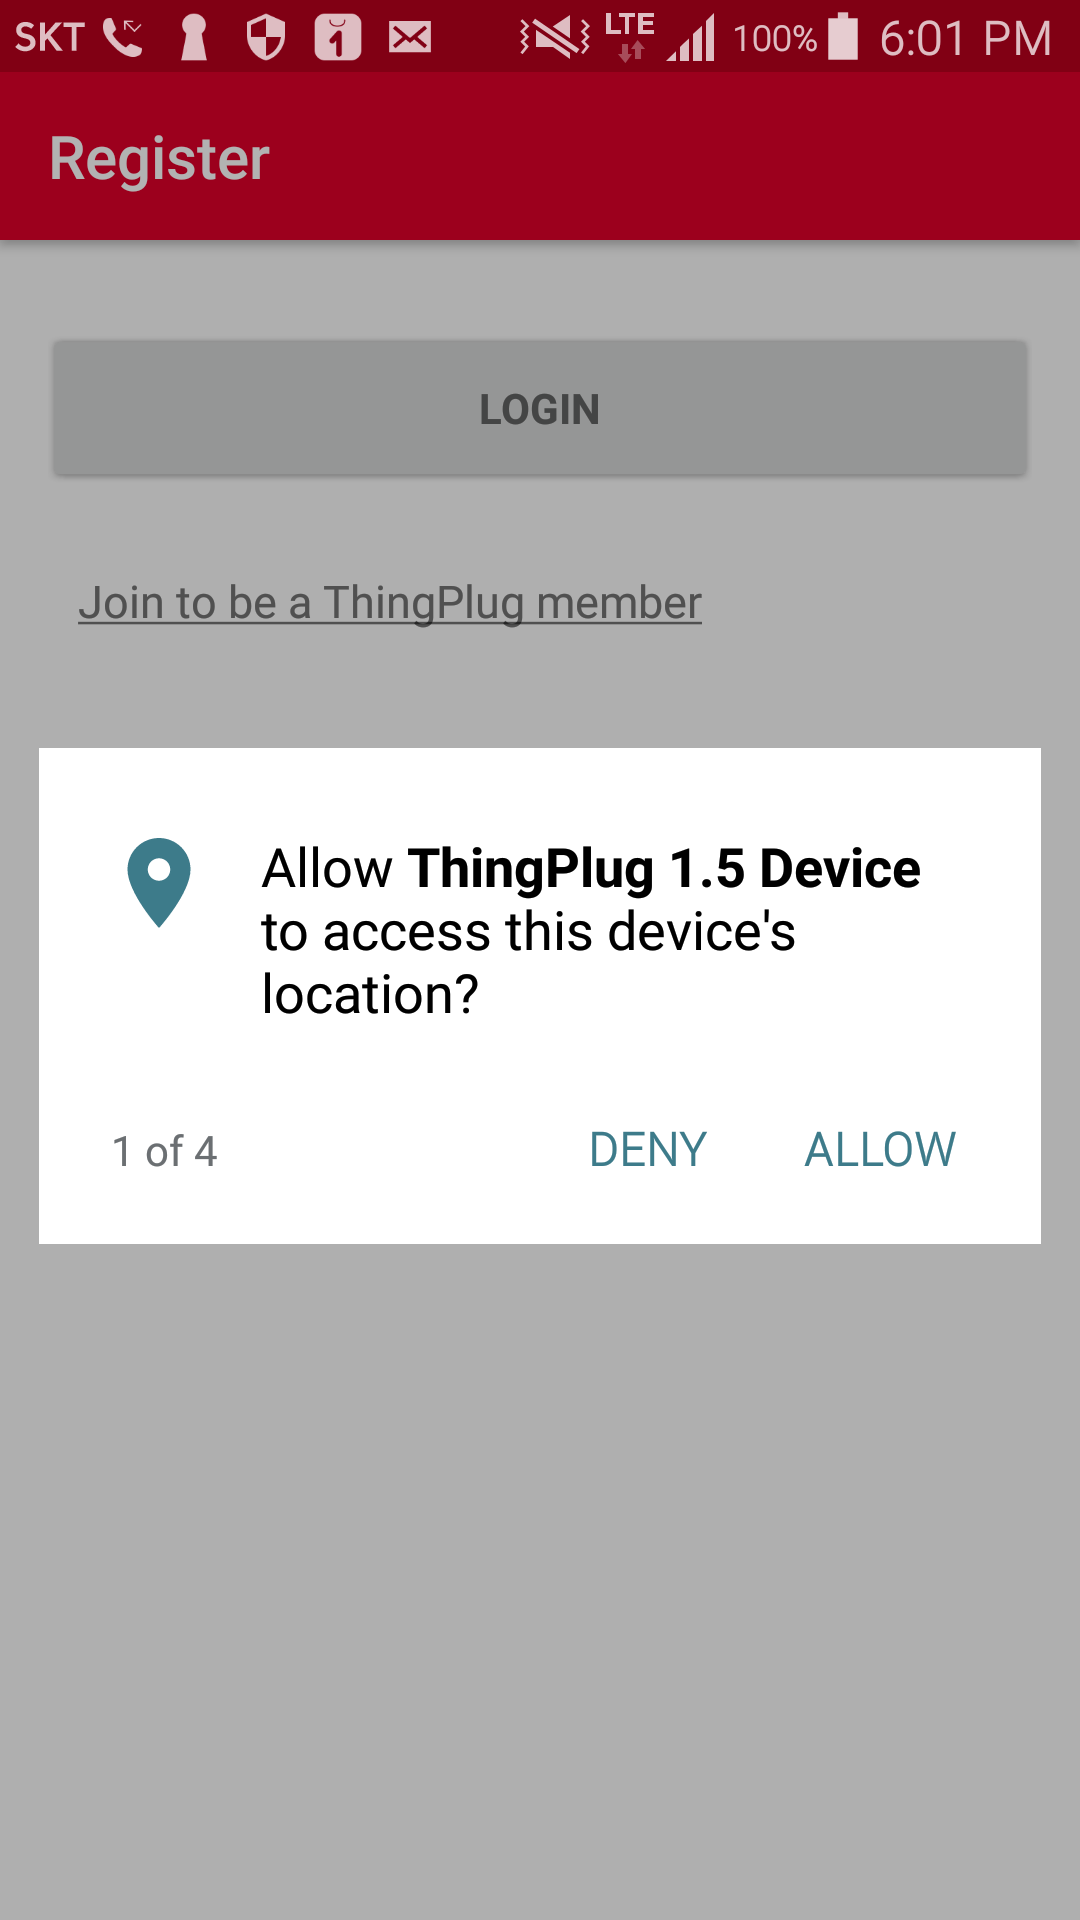 SKT 1 LTE 100% 6:01 PM
Register
LOGIN
Join to be a ThingPlug member
Allow ThingPlug 1.5 Device
to access this device's
location?
1 of 4 DENY ALLOW